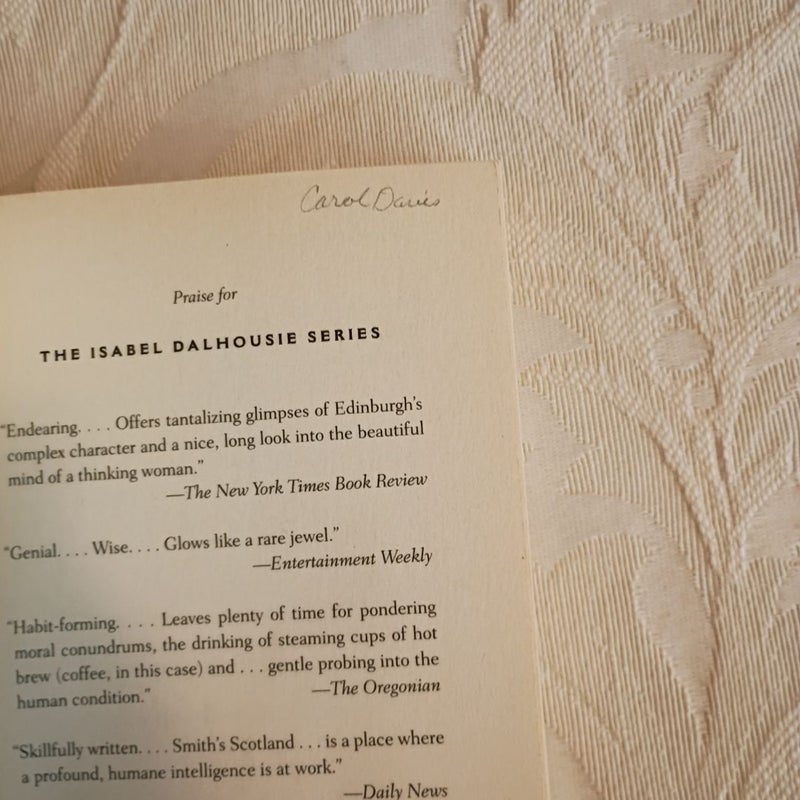 Carol Davis
Praise for
THE ISABEL DALHOUSIE SERIES
“Endearing. . . . Offers tantalizing glimpses of Edinburgh’s
complex character and a nice, long look into the beautiful
mind of a thinking woman.”
—The New York Times Book Review
“Genial. . . . Wise. . . . Glows like a rare jewel.”
—Entertainment Weekly
“Habit-forming. . . . Leaves plenty of time for pondering
moral conundrums, the drinking of steaming cups of hot
brew (coffee, in this case) and . . . gentle probing into the
human condition.” —The Oregonian
“Skillfully written. . . . Smith’s Scotland . . . is a place where
a profound, humane intelligence is at work.”
—Daily News